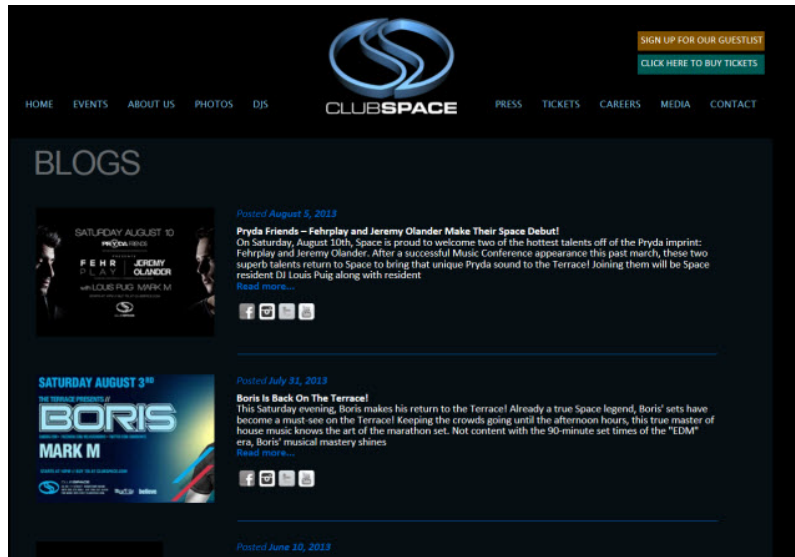 SIGN UP FOR OUR GUESTLIST
CLICK HERE TO BUY TICKETS
HOME EVENTS ABOUT US PHOTOS DJS
CLUBSPACE
PRESS TICKETS CAREERS MEDIA CONTACT
BLOGS
SATURDAY AUGUST 10
PRYDA FRIENDS
FEHR
PLAY
JEREMY
OLANDER
with LOUIS PUIG MARK M
Posted August 5, 2013
Pryda Friends – Fehrplay and Jeremy Olander Make Their Space Debut!
On Saturday, August 10th, Space is proud to welcome two of the hottest talents off of the Pryda imprint:
Fehrplay and Jeremy Olander. After a successful Music Conference appearance this past march, these two
superb talents return to Space to bring that unique Pryda sound to the Terrace! Joining them will be Space
resident DJ Louis Puig along with resident
Read more...
SATURDAY AUGUST 3RD
THE TERRACE PRESENTS //
BORIS
MARK M
Posted July 31, 2013
Boris Is Back On The Terrace!
This Saturday evening, Boris makes his return to the Terrace! Already a true Space legend, Boris' sets have
become a must-see on the Terrace! Keeping the crowds going until the afternoon hours, this true master of
house music knows the art of the marathon set. Not content with the 90-minute set times of the "EDM"
era, Boris' musical mastery shines
Read more...
Posted June 10, 2013